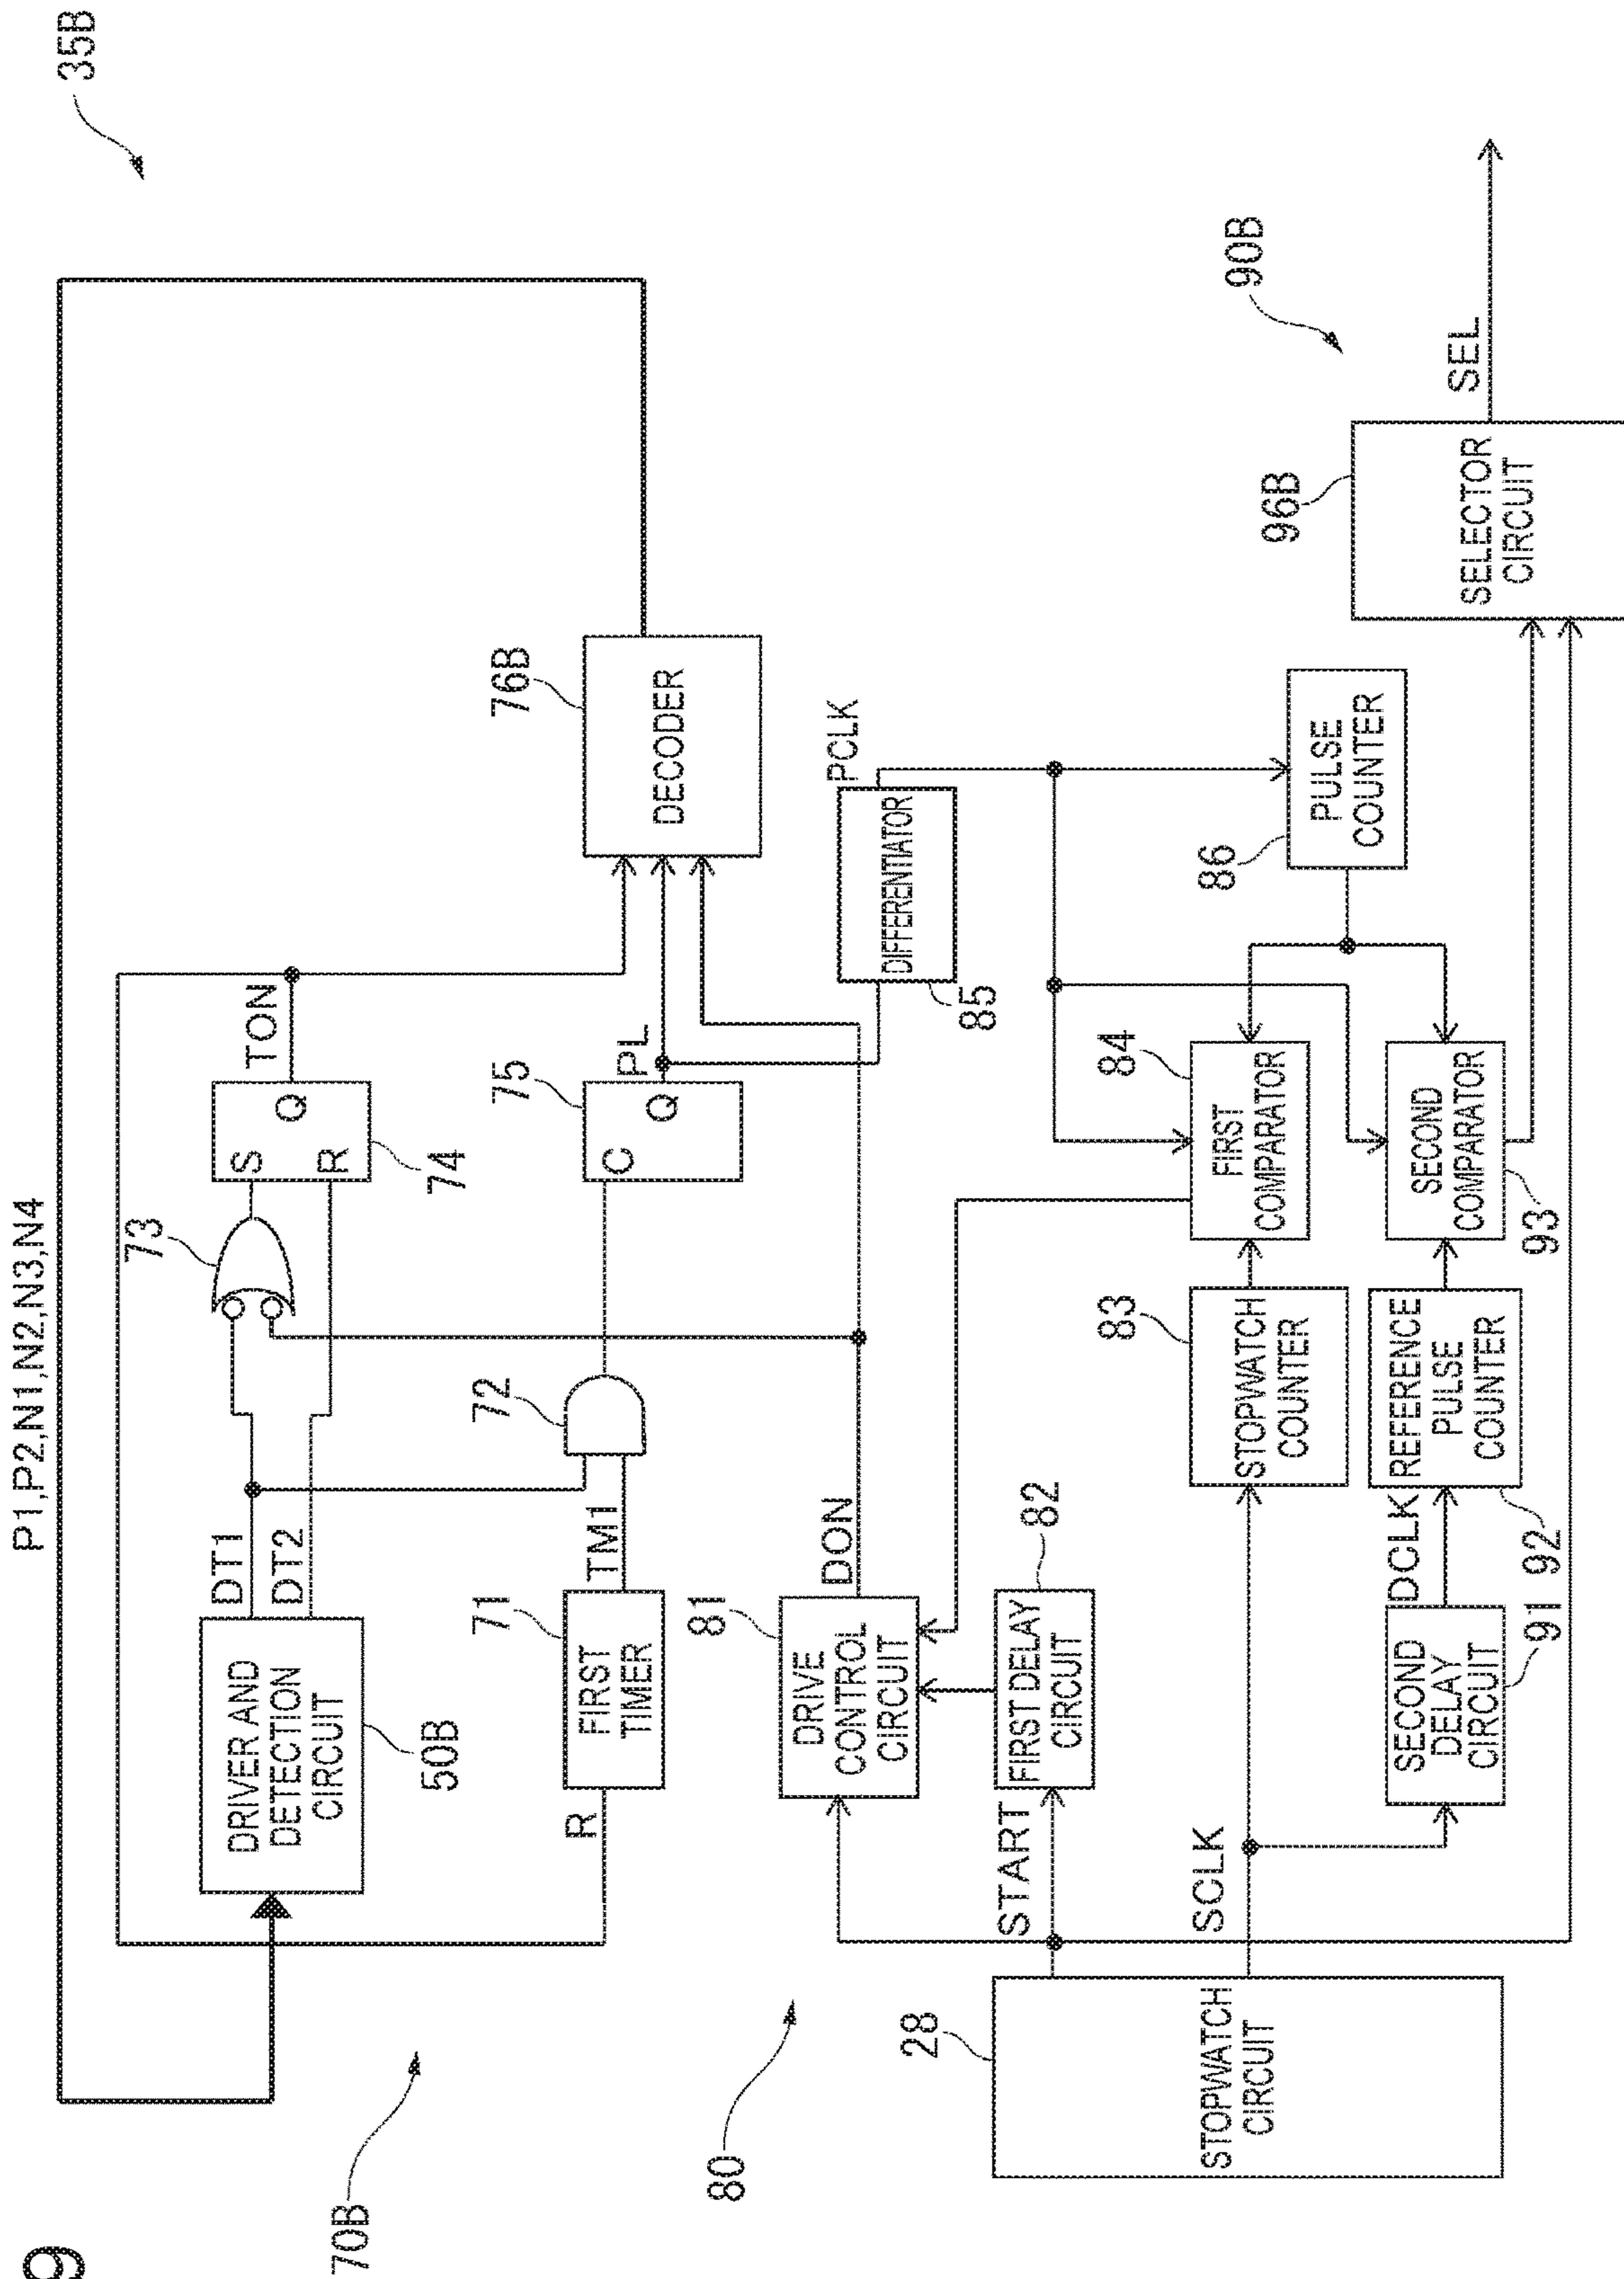 9
35B
P1,P2,N1,N2,N3,N4
70B
DRIVER AND
DETECTION
CIRCUIT
50B
DT1
DT2
73
S
R
Q
74
TON
R
FIRST
TIMER
71
TM1
72
C
Q
75
PL
DECODER
76B
80
DRIVE
CONTROL
CIRCUIT
81
DON
DIFFERENTIATOR
85
PCLK
STOPWATCH
CIRCUIT
28
START
FIRST DELAY
CIRCUIT
82
SCLK
STOPWATCH
COUNTER
83
FIRST
COMPARATOR
84
PULSE
COUNTER
86
90B
SECOND
DELAY
CIRCUIT
91
DCLK
REFERENCE
PULSE
COUNTER
92
SECOND
COMPARATOR
93
SELECTOR
CIRCUIT
96B
SEL